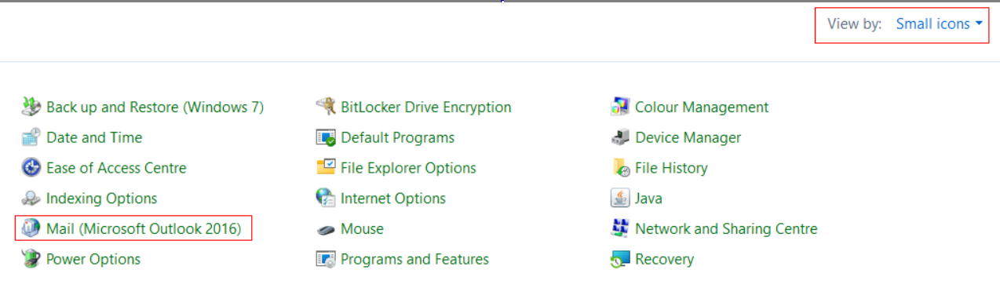 View by: Small icons
Back up and Restore (Windows 7)
BitLocker Drive Encryption
Colour Management
Date and Time
Default Programs
Device Manager
Ease of Access Centre
File Explorer Options
File History
Indexing Options
Internet Options
Java
Mail (Microsoft Outlook 2016)
Mouse
Network and Sharing Centre
Power Options
Programs and Features
Recovery